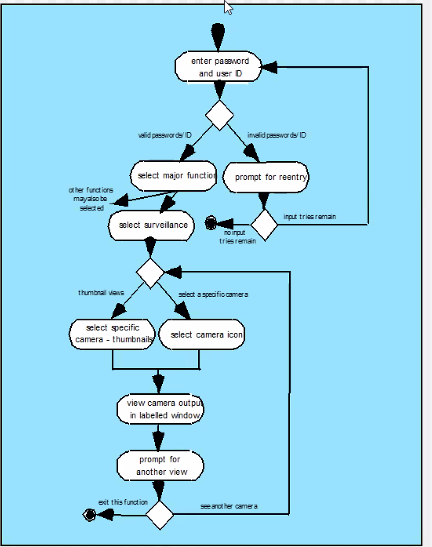 enter password
and user ID
valid passwords/ID
invalid passwords/ID
select major function
prompt for reentry
other functions
may also be
selected
input tries remain
no input
tries remain
select surveillance
thumbnail views
select a specific camera
select specific
camera - thumbnails
select camera icon
view camera output
in labelled window
prompt for
another view
exit this function
see another camera